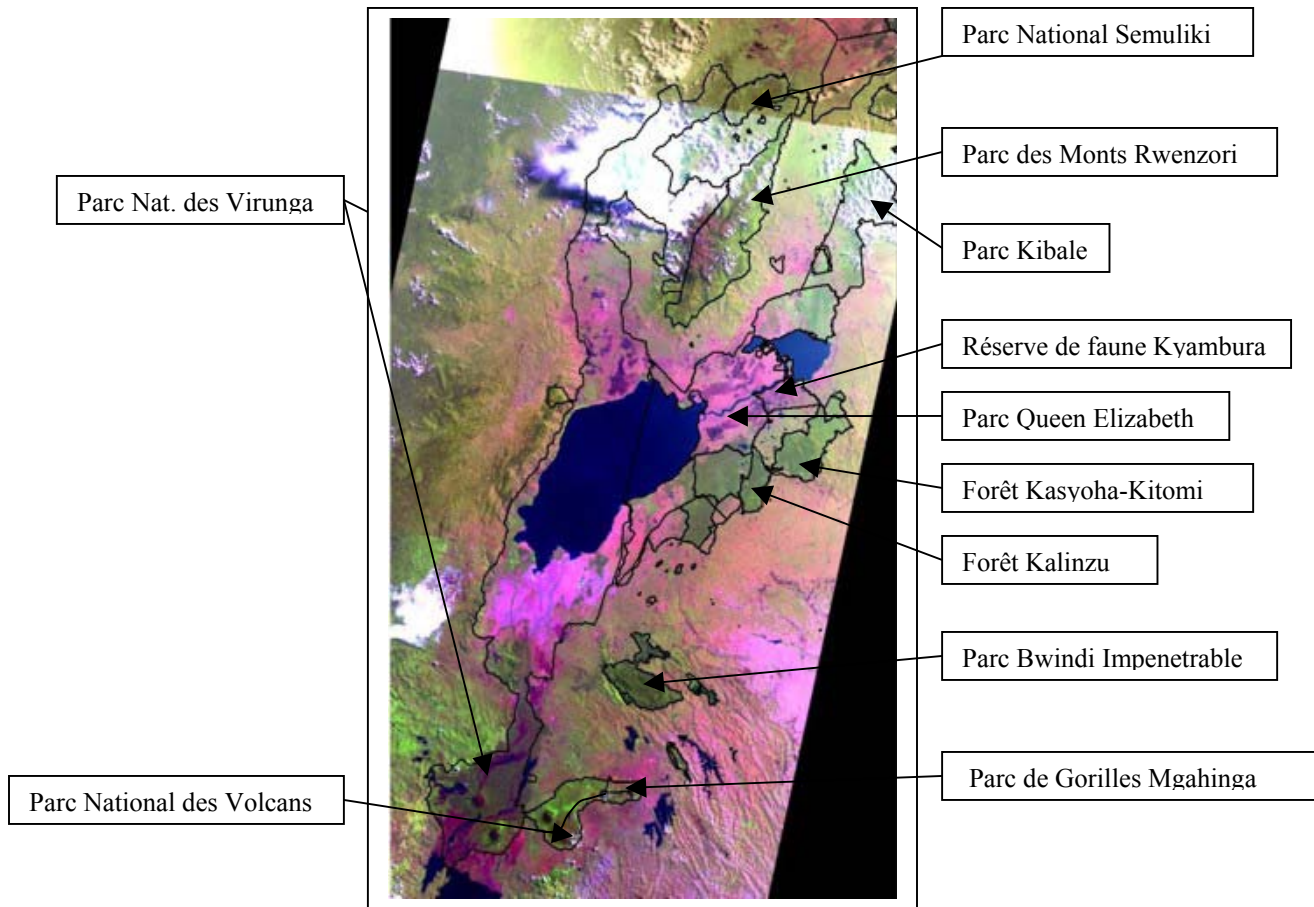 Parc National Semuliki
Parc des Monts Rwenzori
Parc Nat. des Virunga
Parc Kibale
Réserve de faune Kyambura
Parc Queen Elizabeth
Forêt Kasyoha-Kitomi
Forêt Kalinzu
Parc Bwindi Impenetrable
Parc de Gorilles Mgahinga
Parc National des Volcans